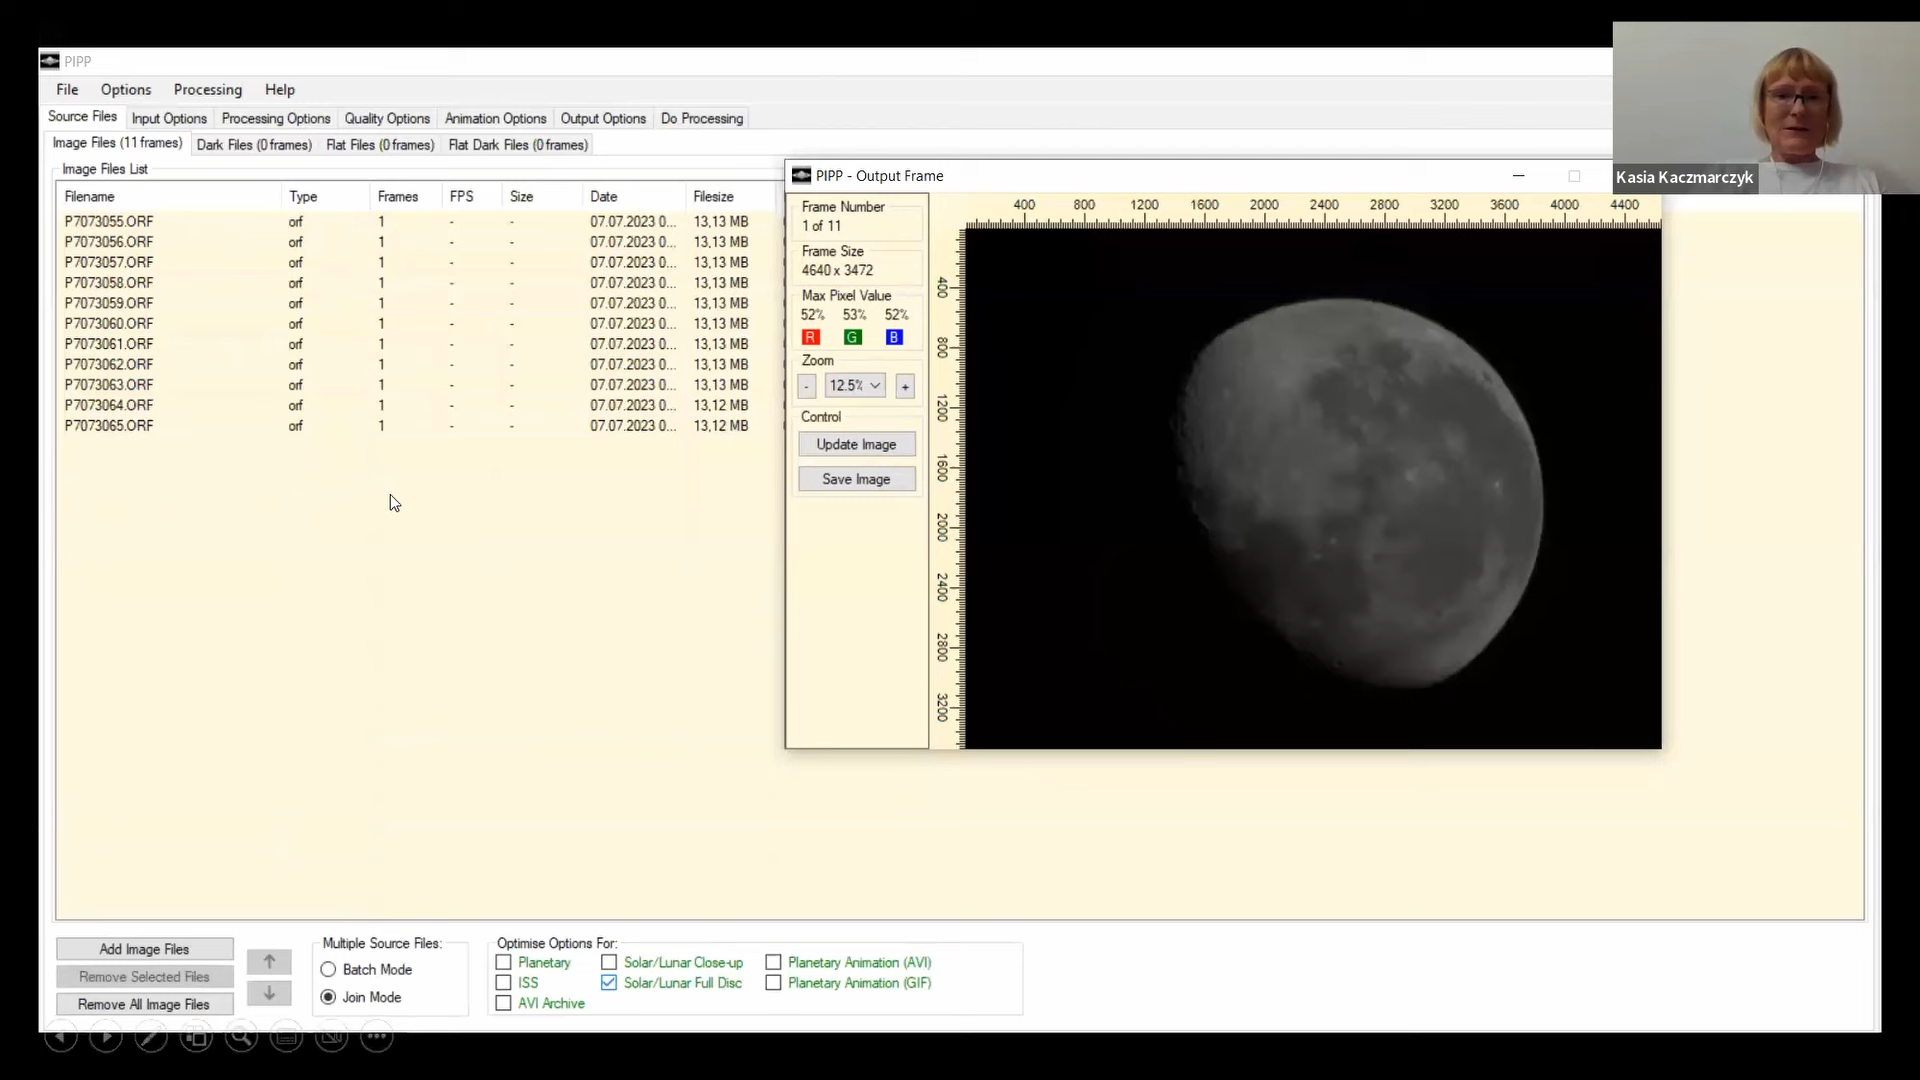 PIPP
File Options Processing Help
Source Files Input Options Processing Options Quality Options Animation Options Output Options Do Processing
Image Files (11 frames) Dark Files (0 frames) Flat Files (0 frames) Flat Dark Files (0 frames)
Image Files List
Filename Type Frames FPS Size Date Filesize
P7073055.ORF orf 1 - - 07.07.2023 0... 13,13 MB
P7073056.ORF orf 1 - - 07.07.2023 0... 13,13 MB
P7073057.ORF orf 1 - - 07.07.2023 0... 13,13 MB
P7073058.ORF orf 1 - - 07.07.2023 0... 13,13 MB
P7073059.ORF orf 1 - - 07.07.2023 0... 13,13 MB
P7073060.ORF orf 1 - - 07.07.2023 0... 13,13 MB
P7073061.ORF orf 1 - - 07.07.2023 0... 13,13 MB
P7073062.ORF orf 1 - - 07.07.2023 0... 13,13 MB
P7073063.ORF orf 1 - - 07.07.2023 0... 13,13 MB
P7073064.ORF orf 1 - - 07.07.2023 0... 13,12 MB
P7073065.ORF orf 1 - - 07.07.2023 0... 13,12 MB
PIPP - Output Frame
Frame Number
1 of 11
Frame Size
4640 x 3472
Max Pixel Value
52% 53% 52%
R G B
Zoom
- 12.5% +
Control
Update Image
Save Image
400 800 1200 1600 2000 2400 2800 3200 3600 4000 4400
400
800
1200
1600
2000
2400
2800
3200
Kasia Kaczmarczyk
Add Image Files
Remove Selected Files
Remove All Image Files
Multiple Source Files:
Batch Mode
Join Mode
Optimise Options For:
Planetary Solar/Lunar Close-up Planetary Animation (AVI)
ISS Solar/Lunar Full Disc Planetary Animation (GIF)
AVI Archive